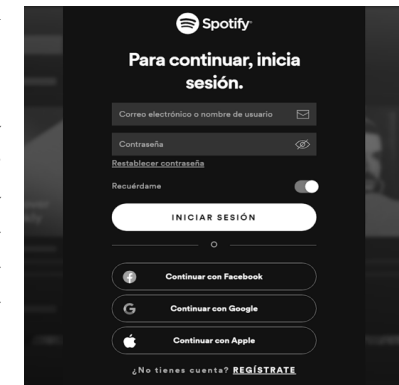 Spotify
Para continuar, inicia
sesión.
Correo electrónico o nombre de usuario
Contraseña
Restablecer contraseña
Recuérdame
INICIAR SESIÓN
O
Continuar con Facebook
Continuar con Google
Continuar con Apple
¿No tienes cuenta? REGÍSTRATE